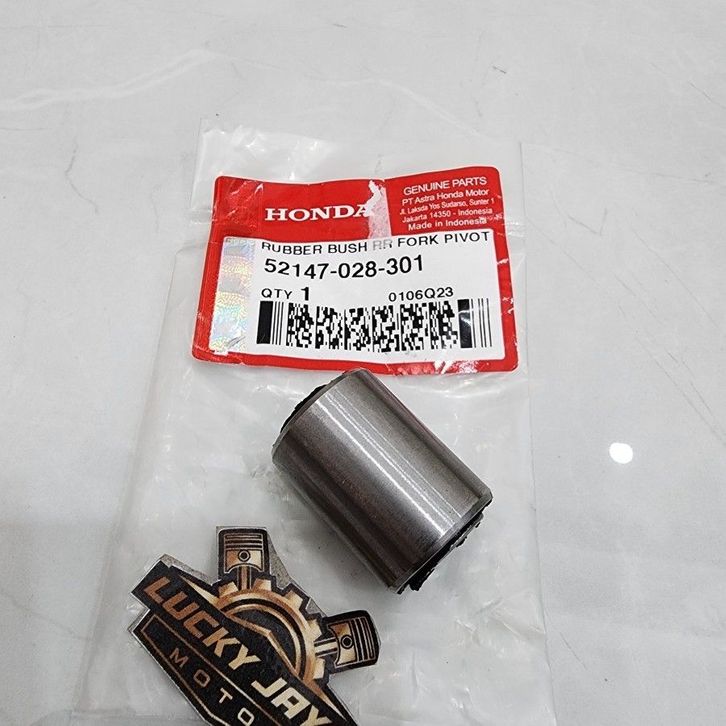 HONDA
GENUINE PARTS
PT Astra Honda Motor
Jl. Laksda Yos Sudarso, Sunter 1
Jakarta 14350 - Indonesia
Made in Indonesia
RUBBER BUSH RR FORK PIVOT
52147-028-301
QTY 1 0106Q23
LUCKY JAY
MOTO